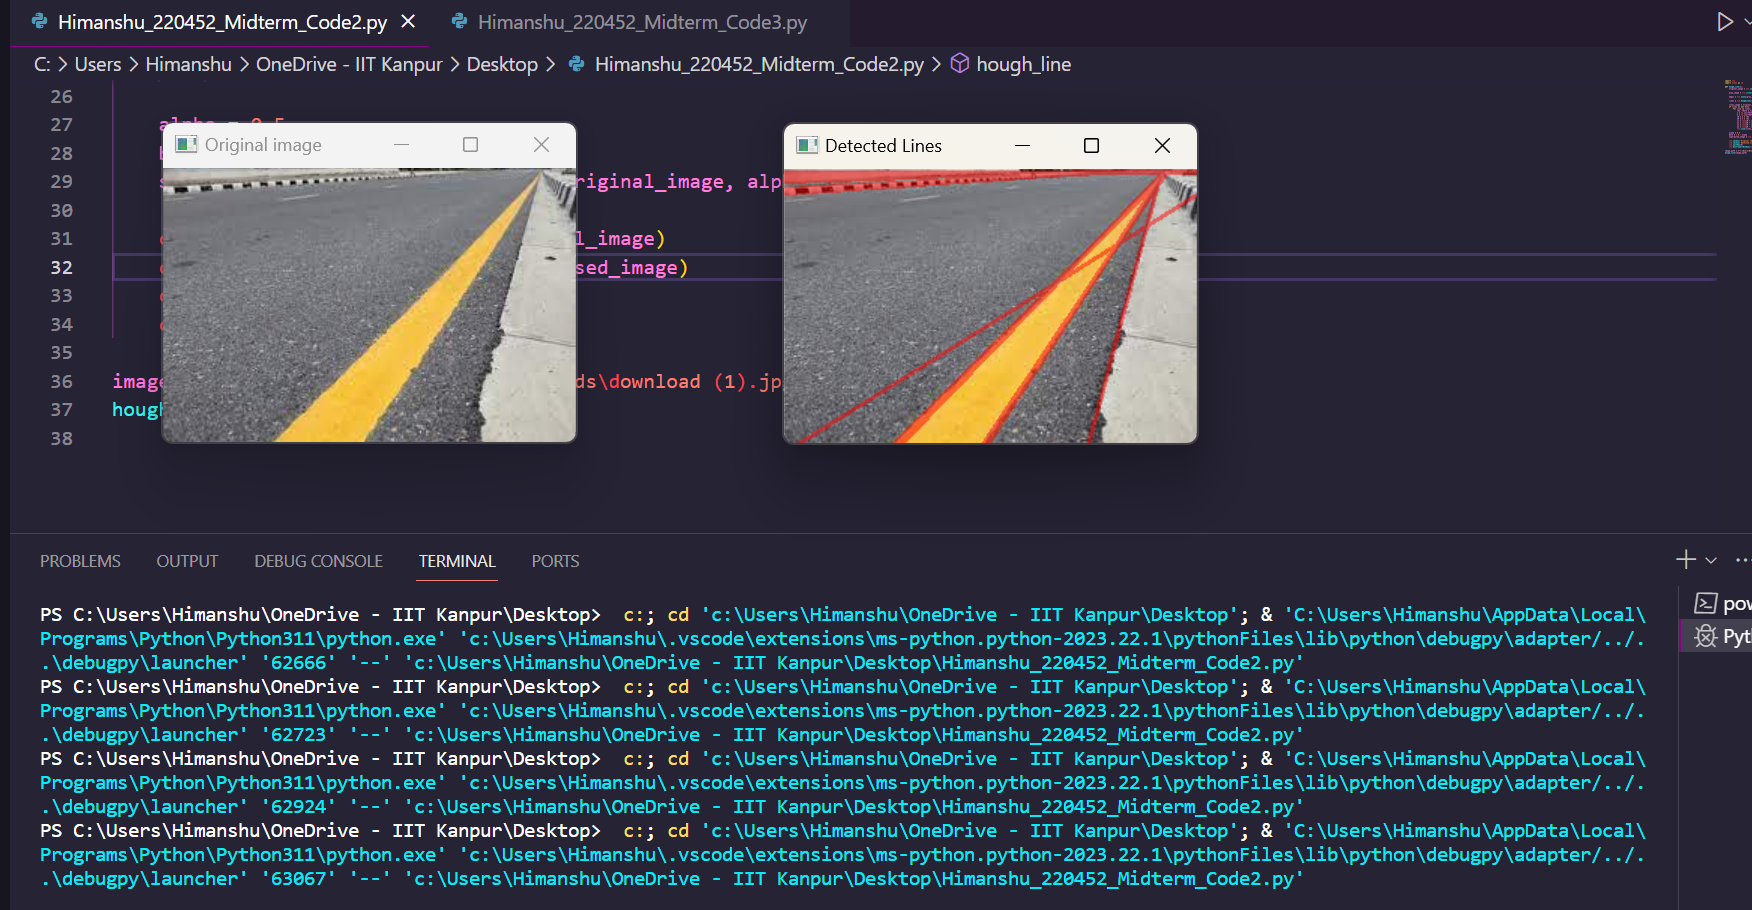 Himanshu_220452_Midterm_Code2.py
Himanshu_220452_Midterm_Code3.py
C: > Users > Himanshu > OneDrive - IIT Kanpur > Desktop > Himanshu_220452_Midterm_Code2.py > hough_line
26
27
28
29 riginal_image, alp
30
31 l_image)
32 sed_image)
33
34
35
36 image ds\download (1).jp
37 hough
38
Original image
Detected Lines
PROBLEMS OUTPUT DEBUG CONSOLE TERMINAL PORTS
PS C:\Users\Himanshu\OneDrive - IIT Kanpur\Desktop>  c:; cd 'c:\Users\Himanshu\OneDrive - IIT Kanpur\Desktop'; & 'C:\Users\Himanshu\AppData\Local\
Programs\Python\Python311\python.exe' 'c:\Users\Himanshu\.vscode\extensions\ms-python.python-2023.22.1\pythonFiles\lib\python\debugpy\adapter/../.
.\debugpy\launcher' '62666' '--' 'c:\Users\Himanshu\OneDrive - IIT Kanpur\Desktop\Himanshu_220452_Midterm_Code2.py'
PS C:\Users\Himanshu\OneDrive - IIT Kanpur\Desktop>  c:; cd 'c:\Users\Himanshu\OneDrive - IIT Kanpur\Desktop'; & 'C:\Users\Himanshu\AppData\Local\
Programs\Python\Python311\python.exe' 'c:\Users\Himanshu\.vscode\extensions\ms-python.python-2023.22.1\pythonFiles\lib\python\debugpy\adapter/../.
.\debugpy\launcher' '62723' '--' 'c:\Users\Himanshu\OneDrive - IIT Kanpur\Desktop\Himanshu_220452_Midterm_Code2.py'
PS C:\Users\Himanshu\OneDrive - IIT Kanpur\Desktop>  c:; cd 'c:\Users\Himanshu\OneDrive - IIT Kanpur\Desktop'; & 'C:\Users\Himanshu\AppData\Local\
Programs\Python\Python311\python.exe' 'c:\Users\Himanshu\.vscode\extensions\ms-python.python-2023.22.1\pythonFiles\lib\python\debugpy\adapter/../.
.\debugpy\launcher' '62924' '--' 'c:\Users\Himanshu\OneDrive - IIT Kanpur\Desktop\Himanshu_220452_Midterm_Code2.py'
PS C:\Users\Himanshu\OneDrive - IIT Kanpur\Desktop>  c:; cd 'c:\Users\Himanshu\OneDrive - IIT Kanpur\Desktop'; & 'C:\Users\Himanshu\AppData\Local\
Programs\Python\Python311\python.exe' 'c:\Users\Himanshu\.vscode\extensions\ms-python.python-2023.22.1\pythonFiles\lib\python\debugpy\adapter/../.
.\debugpy\launcher' '63067' '--' 'c:\Users\Himanshu\OneDrive - IIT Kanpur\Desktop\Himanshu_220452_Midterm_Code2.py'
pow
Pyth